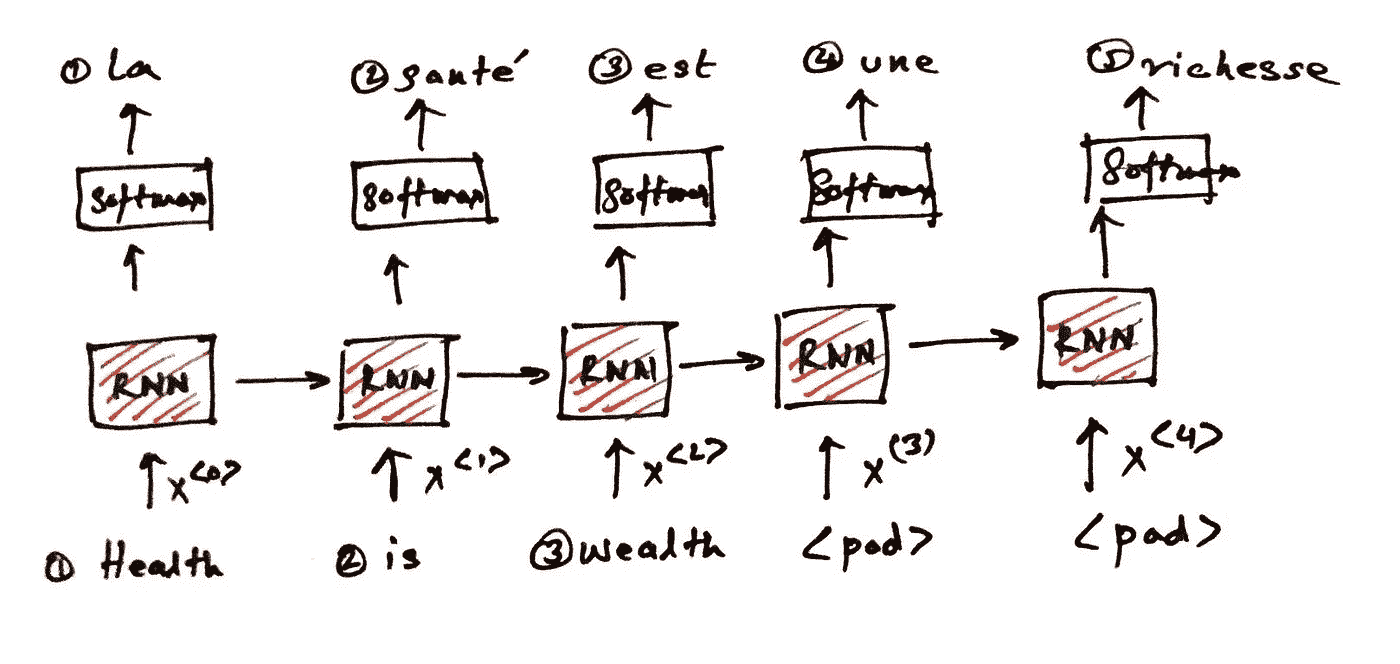 ① La ② santé ③ est ④ une ⑤ richesse
Softmax Softmax Softmax Softmax Softmax
RNN RNN RNN RNN RNN
x<0> x<1> x<2> x(3) x<4>
① Health ② is ③ wealth <pad> <pad>